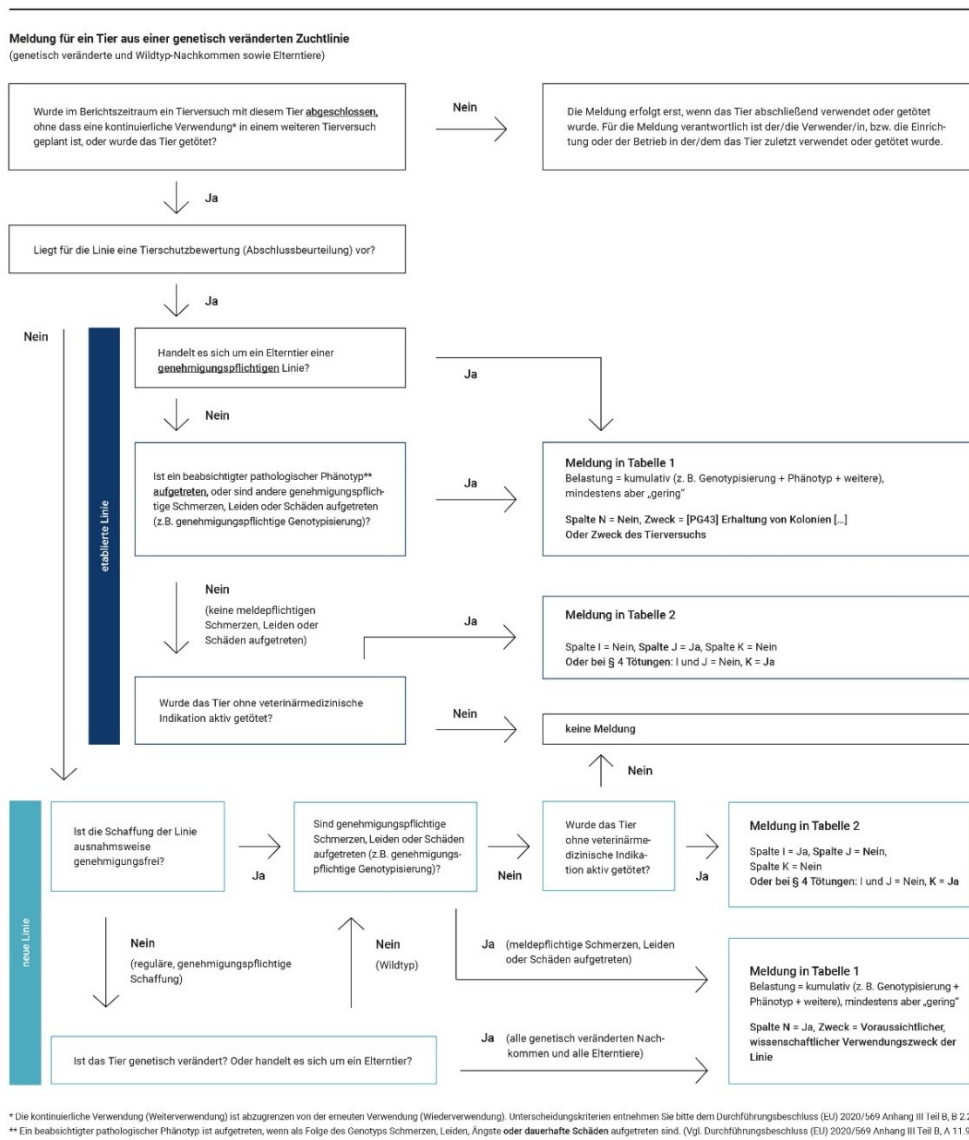 Meldung für ein Tier aus einer genetisch veränderten Zuchtlinie
(genetisch veränderte und Wildtyp-Nachkommen sowie Elterntiere)
Wurde im Berichtszeitraum ein Tierversuch mit diesem Tier abgeschlossen,
ohne dass eine kontinuierliche Verwendung* in einem weiteren Tierversuch
geplant ist, oder wurde das Tier getötet?
Nein
Die Meldung erfolgt erst, wenn das Tier abschließend verwendet oder getötet
wurde. Für die Meldung verantwortlich ist der/die Verwender/in, bzw. die Einrich-
tung oder der Betrieb in der/dem das Tier zuletzt verwendet oder getötet wurde.
Ja
Liegt für die Linie eine Tierschutzbewertung (Abschlussbeurteilung) vor?
Ja
Nein
etablierte Linie
Handelt es sich um ein Elterntier einer
genehmigungspflichtigen Linie?
Ja
Nein
Ist ein beabsichtigter pathologischer Phänotyp**
aufgetreten, oder sind andere genehmigungspflich-
tige Schmerzen, Leiden oder Schäden aufgetreten
(z.B. genehmigungspflichtige Genotypisierung)?
Ja
Meldung in Tabelle 1
Belastung = kumulativ (z. B. Genotypisierung + Phänotyp + weitere),
mindestens aber „gering“
Spalte N = Nein, Zweck = [PG43] Erhaltung von Kolonien [...]
Oder Zweck des Tierversuchs
Nein
(keine meldepflichtigen
Schmerzen, Leiden oder
Schäden aufgetreten)
Ja
Meldung in Tabelle 2
Spalte I = Nein, Spalte J = Ja, Spalte K = Nein
Oder bei § 4 Tötungen: I und J = Nein, K = Ja
Wurde das Tier ohne veterinärmedizinische
Indikation aktiv getötet?
Nein
keine Meldung
Nein
neue Linie
Ist die Schaffung der Linie
ausnahmsweise
genehmigungsfrei?
Ja
Sind genehmigungspflichtige
Schmerzen, Leiden oder Schäden
aufgetreten (z.B. genehmigungs-
pflichtige Genotypisierung)?
Nein
Wurde das Tier
ohne veterinärme-
dizinische Indika-
tion aktiv getötet?
Ja
Meldung in Tabelle 2
Spalte I = Ja, Spalte J = Nein,
Spalte K = Nein
Oder bei § 4 Tötungen: I und J = Nein, K = Ja
Nein
(reguläre, genehmigungspflichtige
Schaffung)
Nein
(Wildtyp)
Ja (meldepflichtige Schmerzen, Leiden
oder Schäden aufgetreten)
Meldung in Tabelle 1
Belastung = kumulativ (z. B. Genotypisierung +
Phänotyp + weitere), mindestens aber „gering“
Spalte N = Ja, Zweck = Voraussichtlicher,
wissenschaftlicher Verwendungszweck der
Linie
Ist das Tier genetisch verändert? Oder handelt es sich um ein Elterntier?
Ja (alle genetisch veränderten Nach-
kommen und alle Elterntiere)
* Die kontinuierliche Verwendung (Weiterverwendung) ist abzugrenzen von der erneuten Verwendung (Wiederverwendung). Unterscheidungskriterien entnehmen Sie bitte dem Durchführungsbeschluss (EU) 2020/569 Anhang III Teil B, B 2.2
** Ein beabsichtigter pathologischer Phänotyp ist aufgetreten, wenn als Folge des Genotyps Schmerzen, Leiden, Ängste oder dauerhafte Schäden aufgetreten sind. (Vgl. Durchführungsbeschluss (EU) 2020/569 Anhang III Teil B, A 11.9